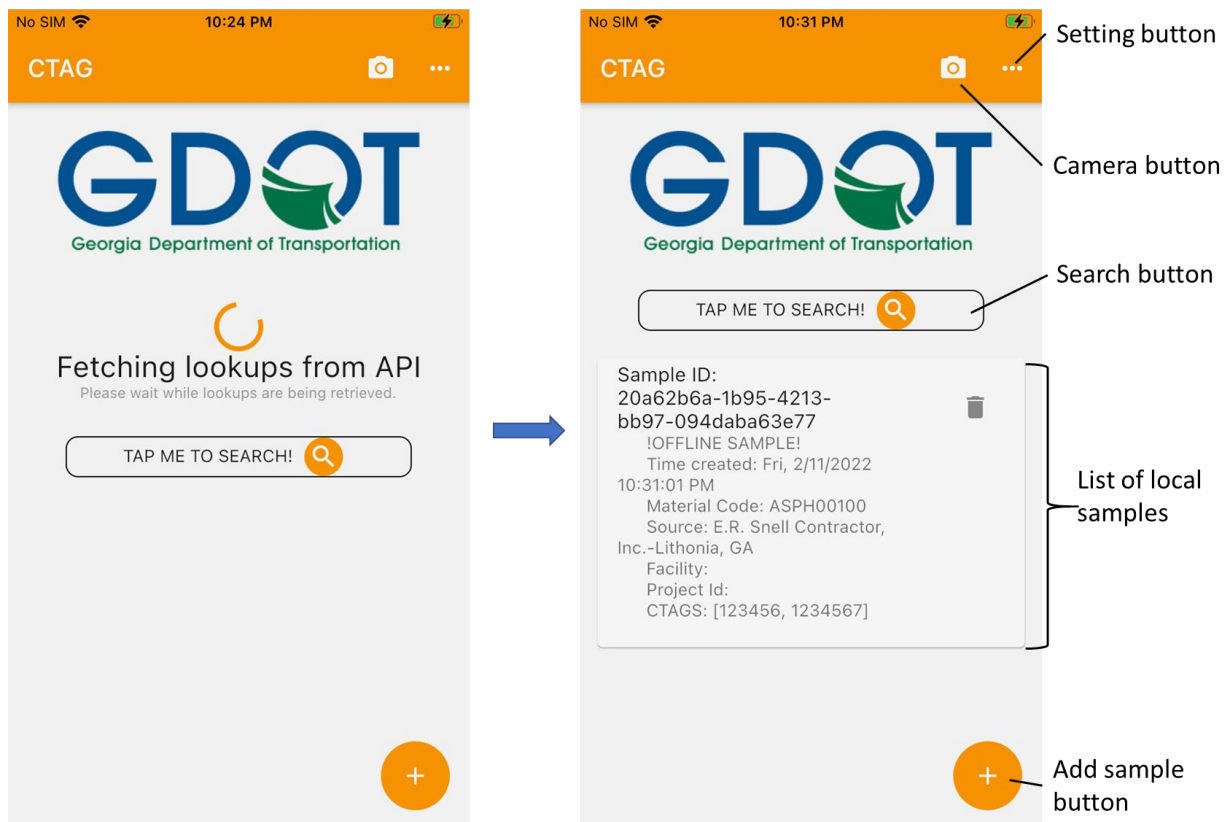 No SIM 10:24 PM
CTAG
GDOT
Georgia Department of Transportation
Fetching lookups from API
Please wait while lookups are being retrieved.
TAP ME TO SEARCH!
+
No SIM 10:31 PM
CTAG
GDOT
Georgia Department of Transportation
TAP ME TO SEARCH!
Sample ID:
20a62b6a-1b95-4213-
bb97-094daba63e77
!OFFLINE SAMPLE!
Time created: Fri, 2/11/2022
10:31:01 PM
Material Code: ASPH00100
Source: E.R. Snell Contractor,
Inc.-Lithonia, GA
Facility:
Project Id:
CTAGS: [123456, 1234567]
+
Setting button
Camera button
Search button
List of local
samples
Add sample
button